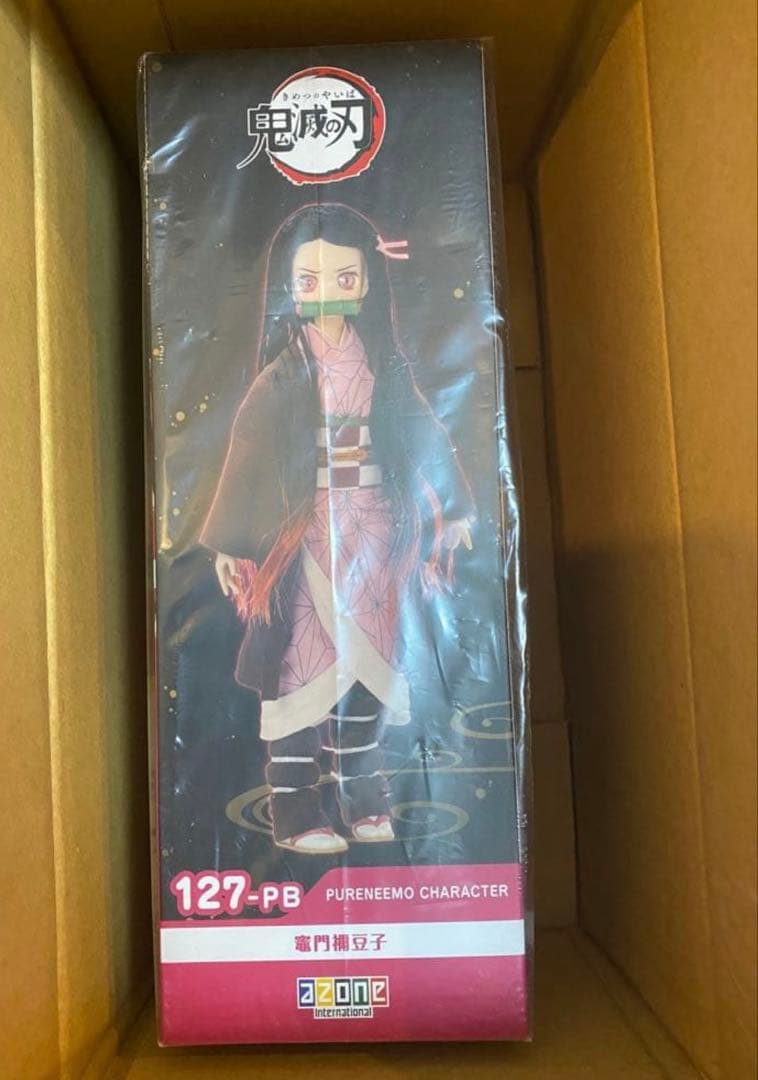 きめつのやいば
鬼滅の刃
127-PB
PURENEEMO CHARACTER
竈門禰豆子
azone
International